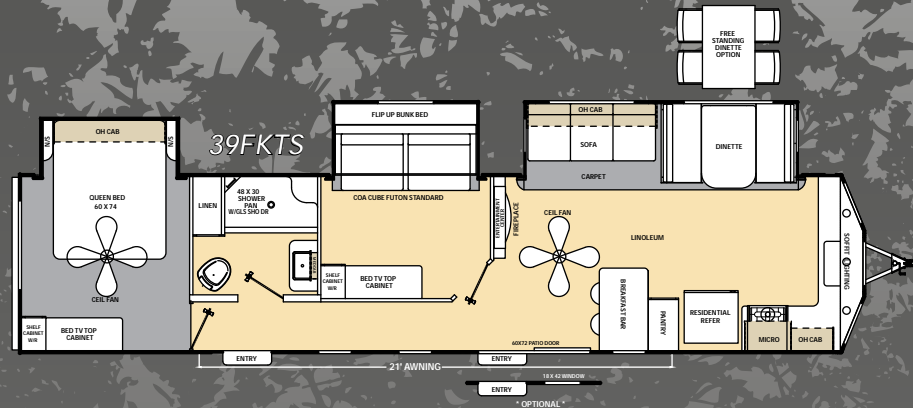 FREE
STANDING
DINETTE
OPTION
39FKTS
OH CAB
S/N
S/N
QUEEN BED
60 X 74
CEIL FAN
SHELF
CABINET
W/R
BED TV TOP
CABINET
LINEN
48 X 30
SHOWER
PAN
W/GLS SHO DR
FLIP UP BUNK BED
COA CUBE FUTON STANDARD
SHELF
CABINET
W/R
BED TV TOP
CABINET
ENTERTAINMENT
CENTER
FIREPLACE
OH CAB
SOFA
CARPET
DINETTE
CEIL FAN
LINOLEUM
BREAKFAST BAR
PANTRY
RESIDENTIAL
REFER
MICRO
OH CAB
SOFFIT LIGHTING
60X72 PATIO DOOR
ENTRY
ENTRY
21' AWNING
18 X 42 WINDOW
ENTRY
* OPTIONAL *